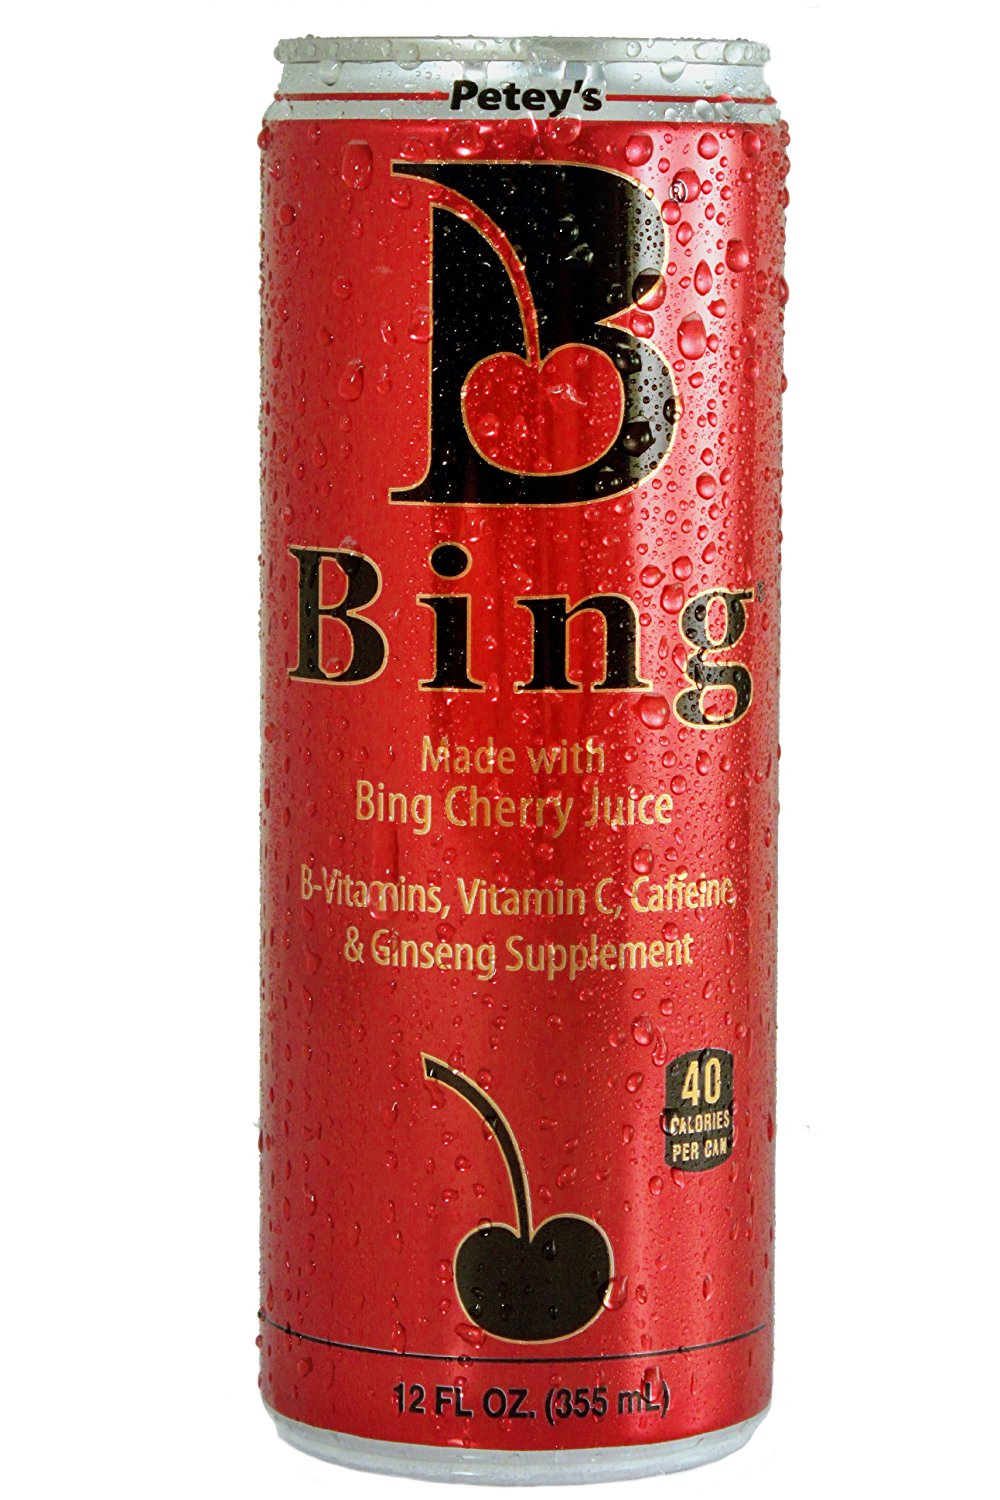 Petey's
B®
Bing®
Made with
Bing Cherry Juice
B-Vitamins, Vitamin C, Caffeine,
& Ginseng Supplement
40
CALORIES
PER CAN
12 FL OZ. (355 mL)